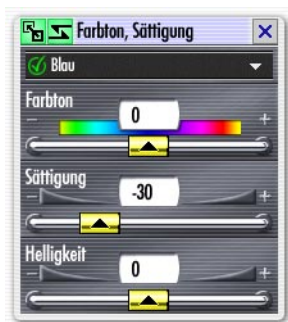 Farbton, Sättigung
Blau
Farbton
0
- +
Sättigung
-30
- +
Helligkeit
0
- +